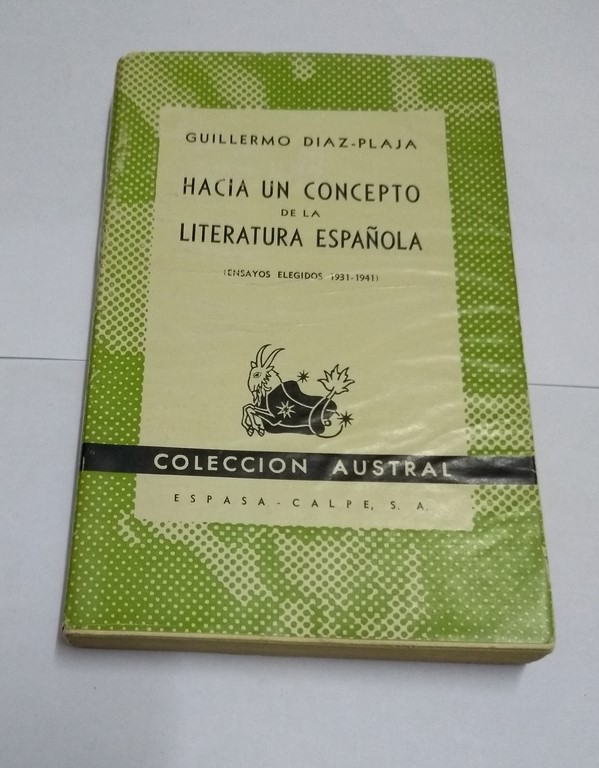 GUILLERMO DIAZ-PLAJA
HACIA UN CONCEPTO
DE LA
LITERATURA ESPAÑOLA
(ENSAYOS ELEGIDOS 1931-1941)
COLECCION AUSTRAL
ESPASA-CALPE, S. A.